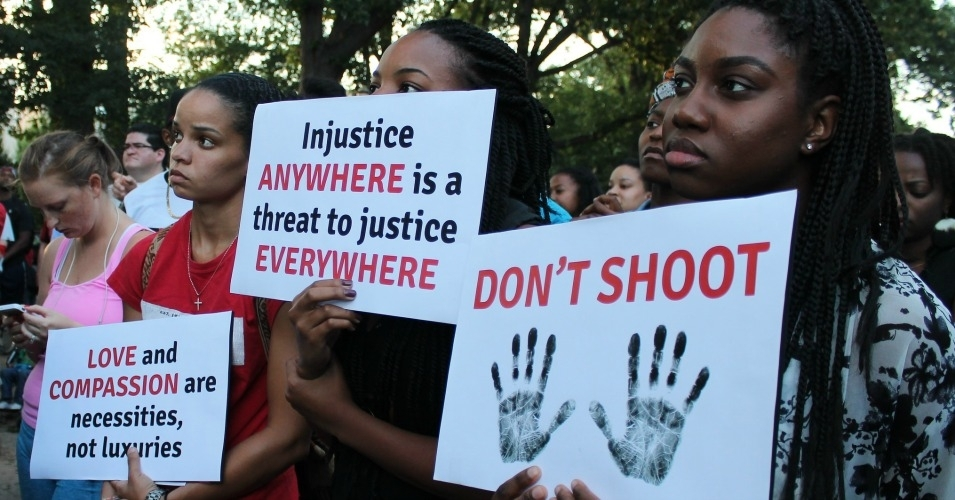 LOVE and
COMPASSION are
necessities,
not luxuries
Injustice
ANYWHERE is a
threat to justice
EVERYWHERE
DON'T SHOOT